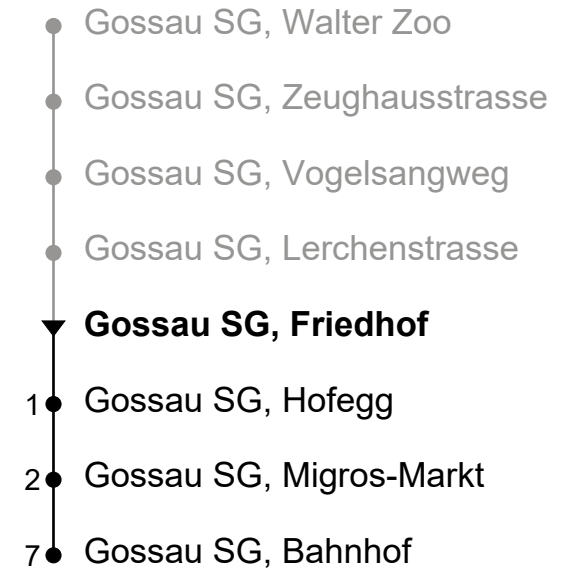 Gossau SG, Walter Zoo
Gossau SG, Zeughausstrasse
Gossau SG, Vogelsangweg
Gossau SG, Lerchenstrasse
Gossau SG, Friedhof
1 Gossau SG, Hofegg
2 Gossau SG, Migros-Markt
7 Gossau SG, Bahnhof